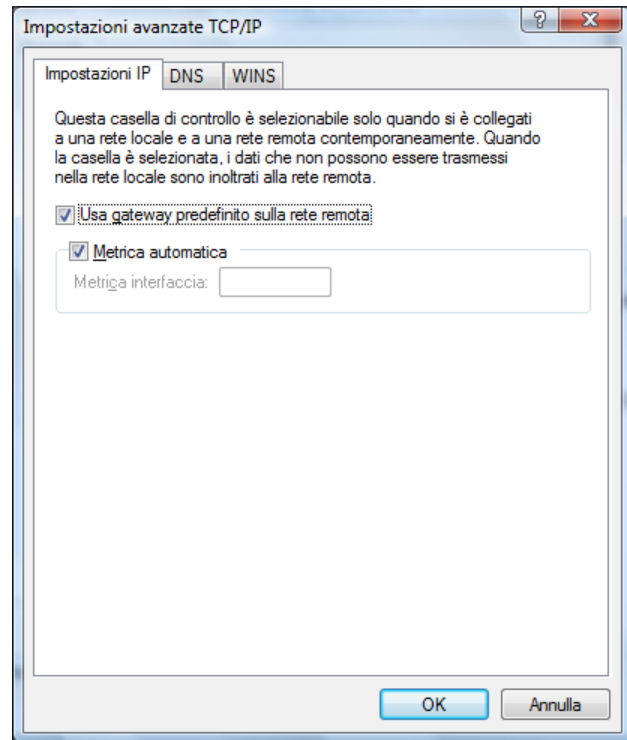 Impostazioni avanzate TCP/IP
?
Impostazioni IP DNS WINS
Questa casella di controllo è selezionabile solo quando si è collegati
a una rete locale e a una rete remota contemporaneamente. Quando
la casella è selezionata, i dati che non possono essere trasmessi
nella rete locale sono inoltrati alla rete remota.
Usa gateway predefinito sulla rete remota
Metrica automatica
Metrica interfaccia:
OK Annulla